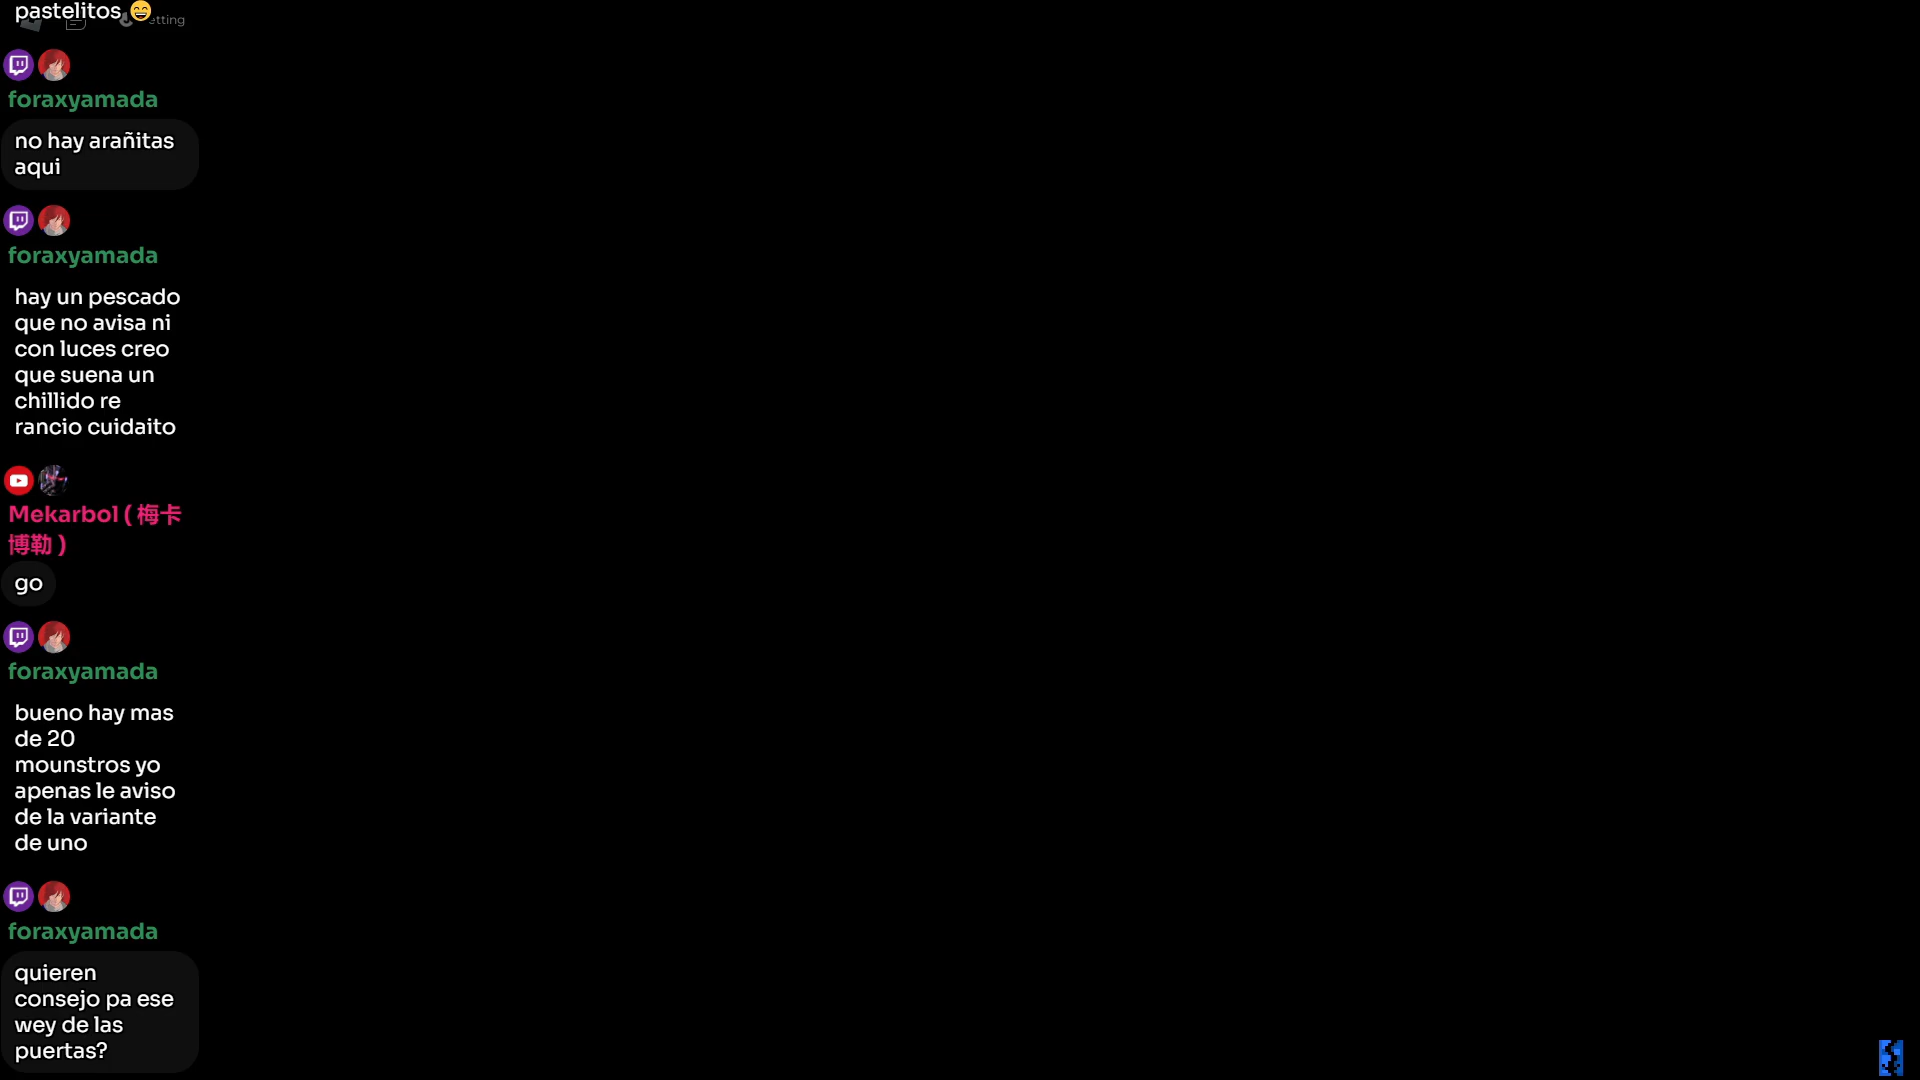 pastelitos 😄
etting
foraxyamada
no hay arañitas
aqui
foraxyamada
hay un pescado
que no avisa ni
con luces creo
que suena un
chillido re
rancio cuidaito
Mekarbol ( 梅卡
博勒 )
go
foraxyamada
bueno hay mas
de 20
mounstros yo
apenas le aviso
de la variante
de uno
foraxyamada
quieren
consejo pa ese
wey de las
puertas?